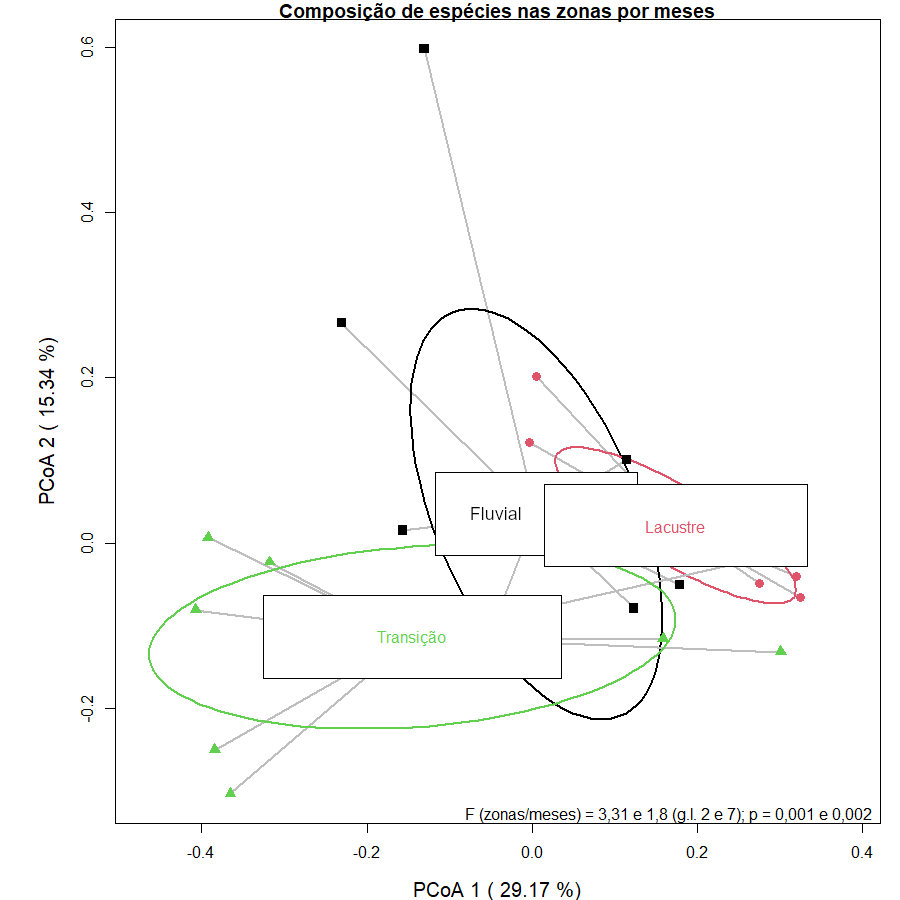 Composição de espécies nas zonas por meses
0.6
0.4
0.2
0.0
-0.2
PCoA 2 ( 15.34 %)
Fluvial
Lacustre
Transição
F (zonas/meses) = 3,31 e 1,8 (g.l. 2 e 7); p = 0,001 e 0,002
-0.4 -0.2 0.0 0.2 0.4
PCoA 1 ( 29.17 %)